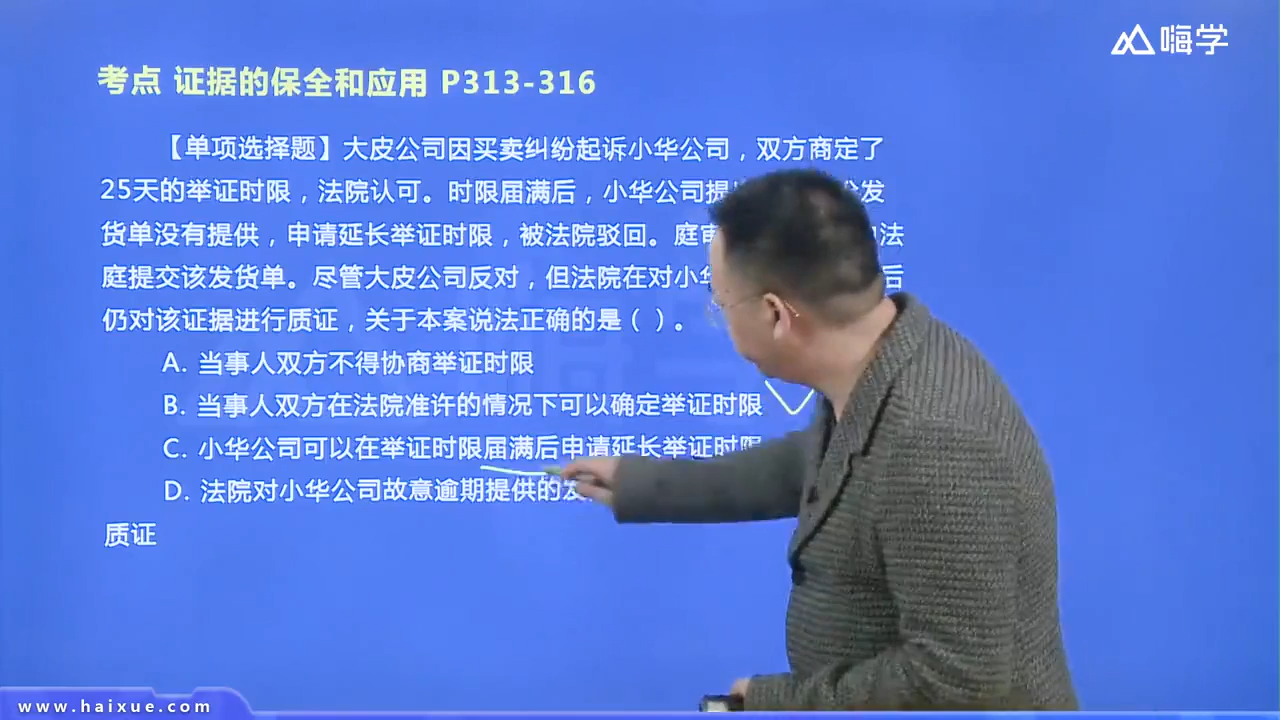 嗨学
考点 证据的保全和应用 P313-316
【单项选择题】大皮公司因买卖纠纷起诉小华公司，双方商定了
25天的举证时限，法院认可。时限届满后，小华公司提 发
货单没有提供，申请延长举证时限，被法院驳回。庭 法
庭提交该发货单。尽管大皮公司反对，但法院在对小 后
仍对该证据进行质证，关于本案说法正确的是（ ）。
A. 当事人双方不得协商举证时限
B. 当事人双方在法院准许的情况下可以确定举证时限
C. 小华公司可以在举证时限届满后申请延长举证时限
D. 法院对小华公司故意逾期提供的
质证
www.haixue.com